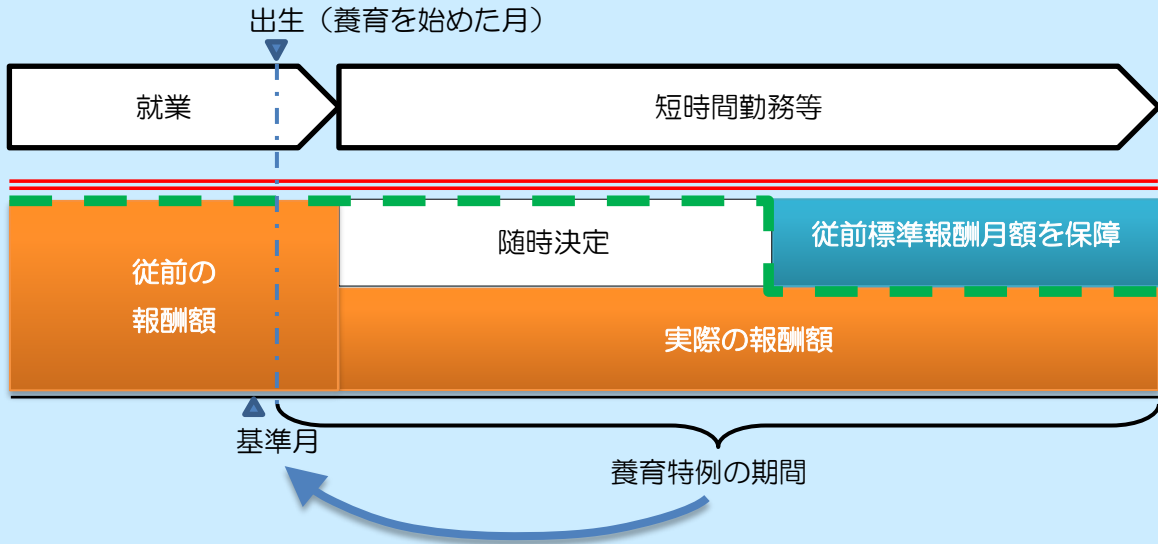 出生（養育を始めた月）
就業
短時間勤務等
随時決定
従前標準報酬月額を保障
従前の
報酬額
実際の報酬額
基準月
養育特例の期間